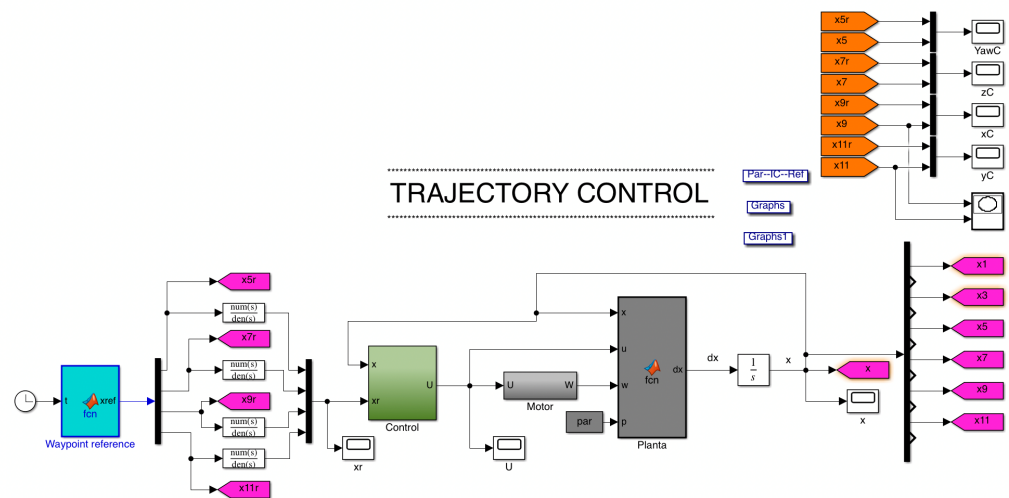 x5r
x5
YawC
x7r
x7
zC
x9r
x9
xC
x11r
x11
yC
**********************************************************************
TRAJECTORY CONTROL
**********************************************************************
Par--IC--Ref
Graphs
Graphs1
t
xref
fcn
Waypoint reference
x5r
num(s)
den(s)
x7r
num(s)
den(s)
x9r
num(s)
den(s)
num(s)
den(s)
x11r
xr
x
xr
U
Control
U
U
W
Motor
par
x
u
w
p
fcn
dx
Planta
dx
1
s
x
x
x
x1
x3
x5
x7
x9
x11